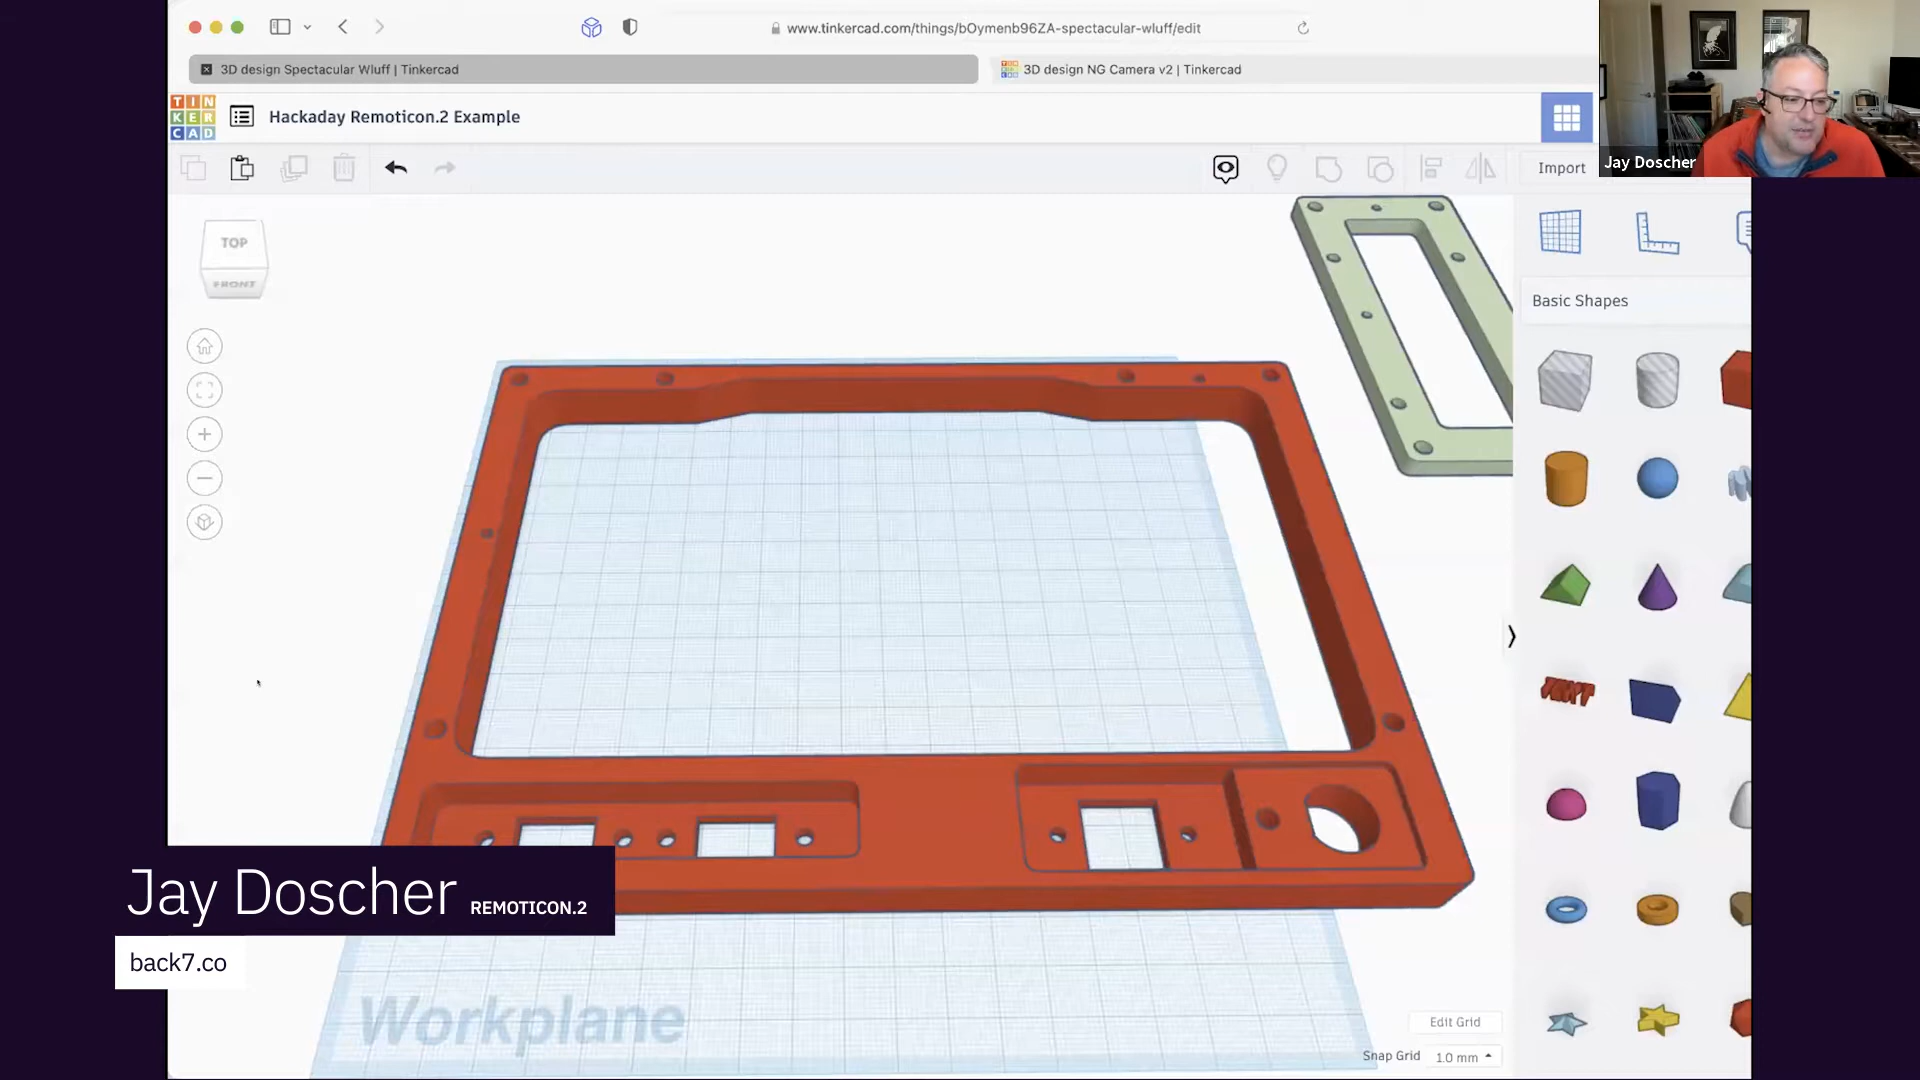 www.tinkercad.com/things/bOymenb96ZA-spectacular-wluff/edit
3D design Spectacular Wluff | Tinkercad
3D design NG Camera v2 | Tinkercad
TIN
KER
CAD
Hackaday Remoticon.2 Example
Import
Jay Doscher
TOP
FRONT
Basic Shapes
TEXT
Jay Doscher REMOTICON.2
back7.co
Workplane
Edit Grid
Snap Grid 1.0 mm